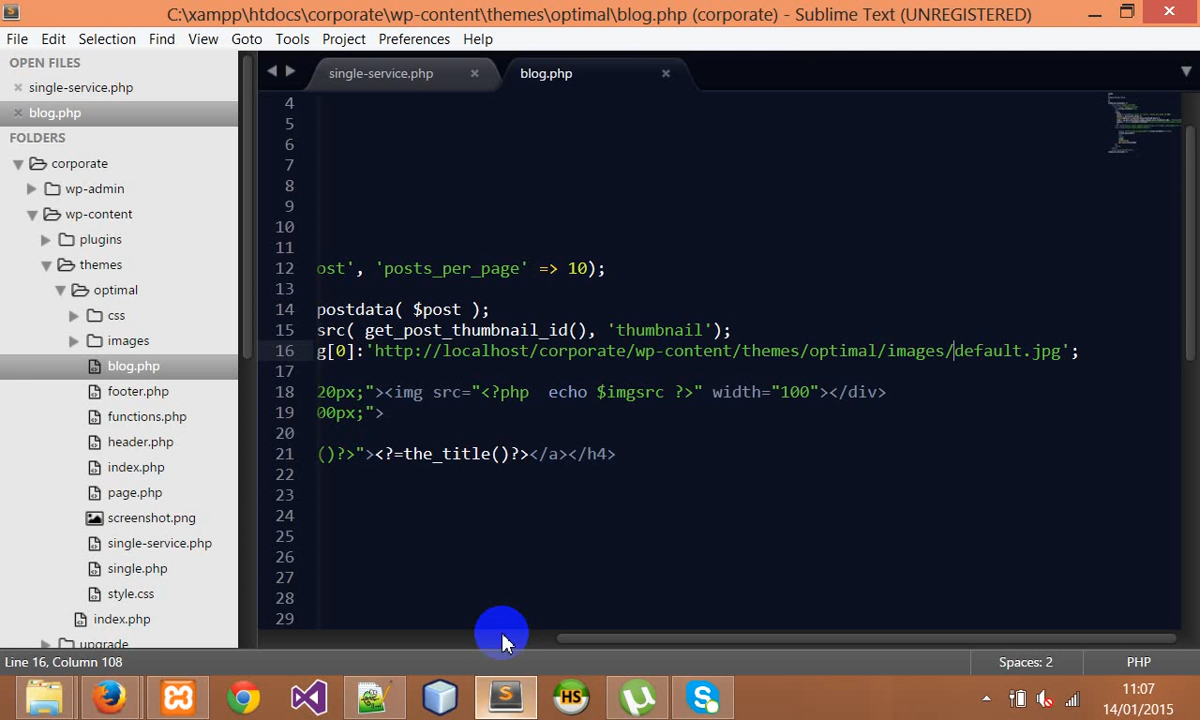 C:\xampp\htdocs\corporate\wp-content\themes\optimal\blog.php (corporate) - Sublime Text (UNREGISTERED)
File Edit Selection Find View Goto Tools Project Preferences Help
OPEN FILES
single-service.php
blog.php
FOLDERS
corporate
wp-admin
wp-content
plugins
themes
optimal
css
images
blog.php
footer.php
functions.php
header.php
index.php
page.php
screenshot.png
single-service.php
single.php
style.css
index.php
upgrade
single-service.php
blog.php
4
5
6
7
8
9
10
11
12 ost', 'posts_per_page' => 10);
13
14 postdata( $post );
15 src( get_post_thumbnail_id(), 'thumbnail');
16 g[0]:'http://localhost/corporate/wp-content/themes/optimal/images/default.jpg';
17
18 20px;"><img src="<?php  echo $imgsrc ?>" width="100"></div>
19 00px;">
20
21 ()?>"><?=the_title()?></a></h4>
22
23
24
25
26
27
28
29
Line 16, Column 108
Spaces: 2
PHP
HS
11:07
14/01/2015